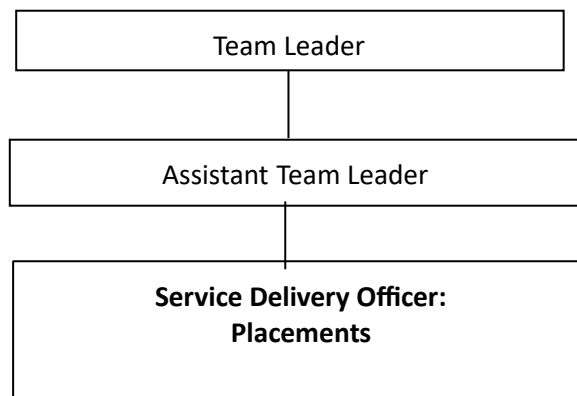 Team Leader
Assistant Team Leader
Service Delivery Officer:
Placements